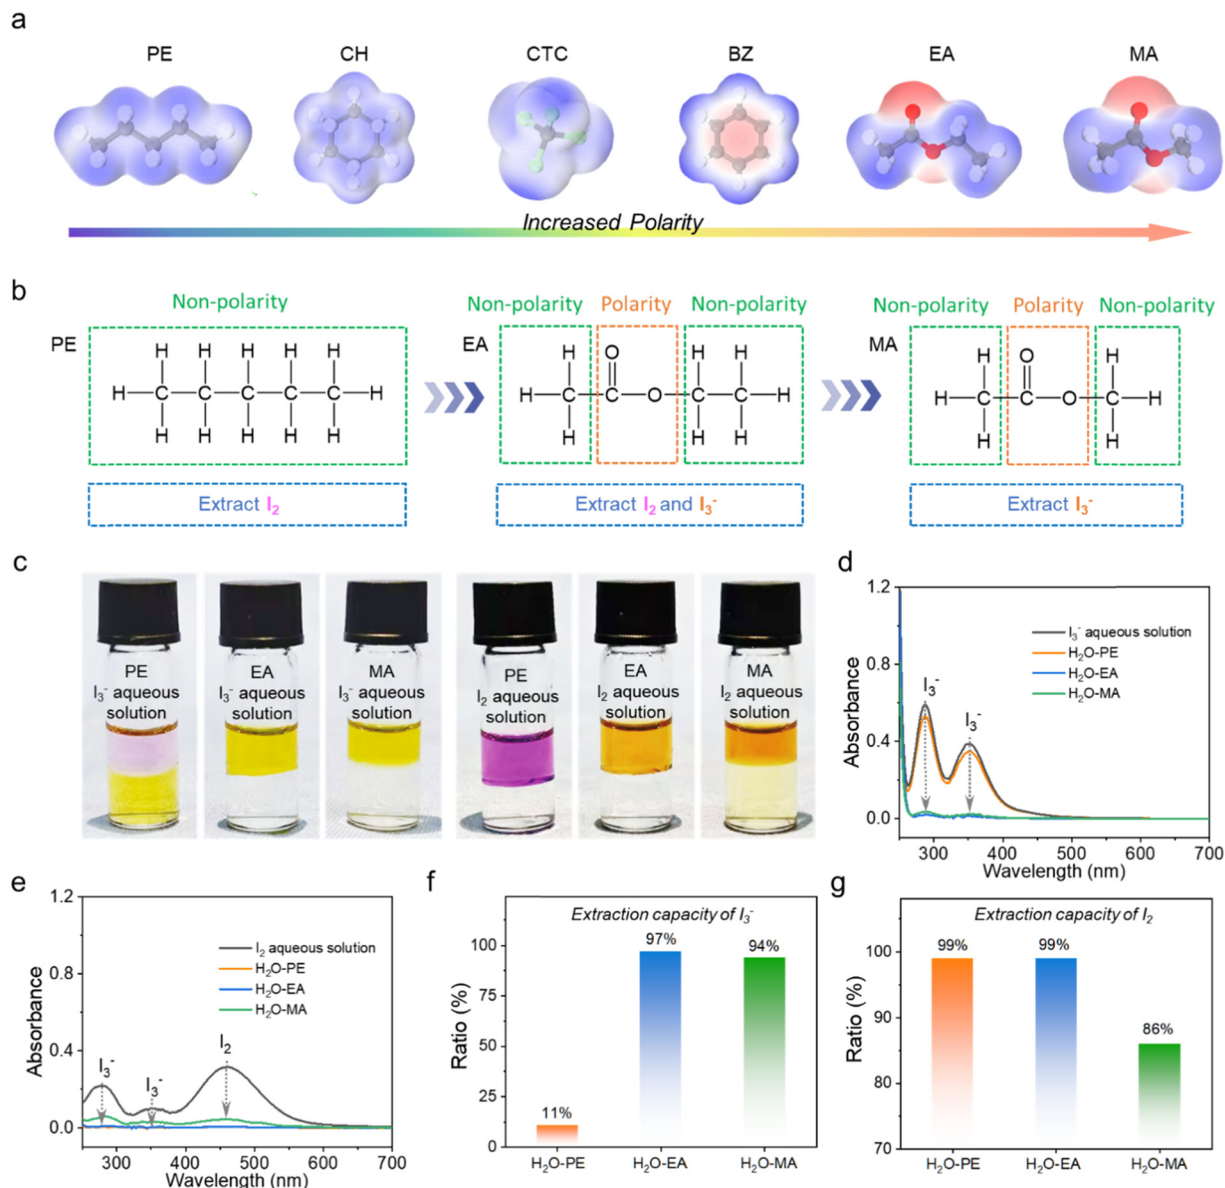 a
PE CH CTC BZ EA MA
Increased Polarity
b
Non-polarity Non-polarity Polarity Non-polarity Non-polarity Polarity Non-polarity
PE EA MA
H H H H H
H C C C C C H
H H H H H
H O H H
H C C O C C H
H H H
H O H
H C C O C H
H H
Extract I₂
Extract I₂ and I₃⁻
Extract I₃⁻
c
PE
I₃⁻ aqueous
solution
EA
I₃⁻ aqueous
solution
MA
I₃⁻ aqueous
solution
PE
I₂ aqueous
solution
EA
I₂ aqueous
solution
MA
I₂ aqueous
solution
d
1.2
0.8
0.4
0.0
Absorbance
I₃⁻ aqueous solution
H₂O-PE
H₂O-EA
H₂O-MA
I₃⁻
I₃⁻
300 400 500 600 700
Wavelength (nm)
e
1.2
0.8
0.4
0.0
Absorbance
I₂ aqueous solution
H₂O-PE
H₂O-EA
H₂O-MA
I₃⁻
I₃⁻
I₂
300 400 500 600 700
Wavelength (nm)
f
Extraction capacity of I₃⁻
100
75
50
25
0
Ratio (%)
11%
97%
94%
H₂O-PE H₂O-EA H₂O-MA
g
Extraction capacity of I₂
100
90
80
70
Ratio (%)
99%
99%
86%
H₂O-PE H₂O-EA H₂O-MA